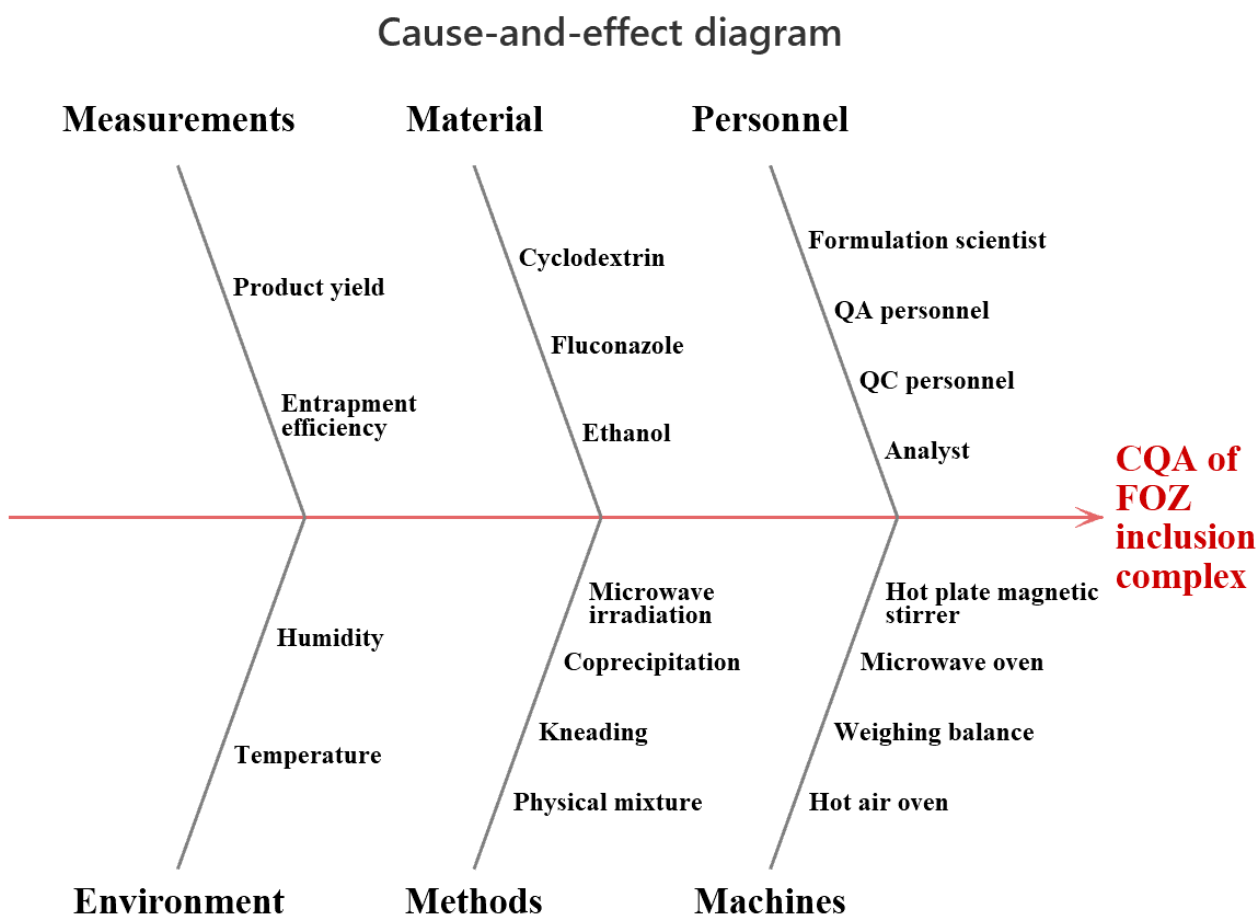 Cause-and-effect diagram
Measurements
Material
Personnel
Product yield
Entrapment
efficiency
Cyclodextrin
Fluconazole
Ethanol
Formulation scientist
QA personnel
QC personnel
Analyst
CQA of
FOZ
inclusion
complex
Humidity
Temperature
Microwave
irradiation
Coprecipitation
Kneading
Physical mixture
Hot plate magnetic
stirrer
Microwave oven
Weighing balance
Hot air oven
Environment
Methods
Machines